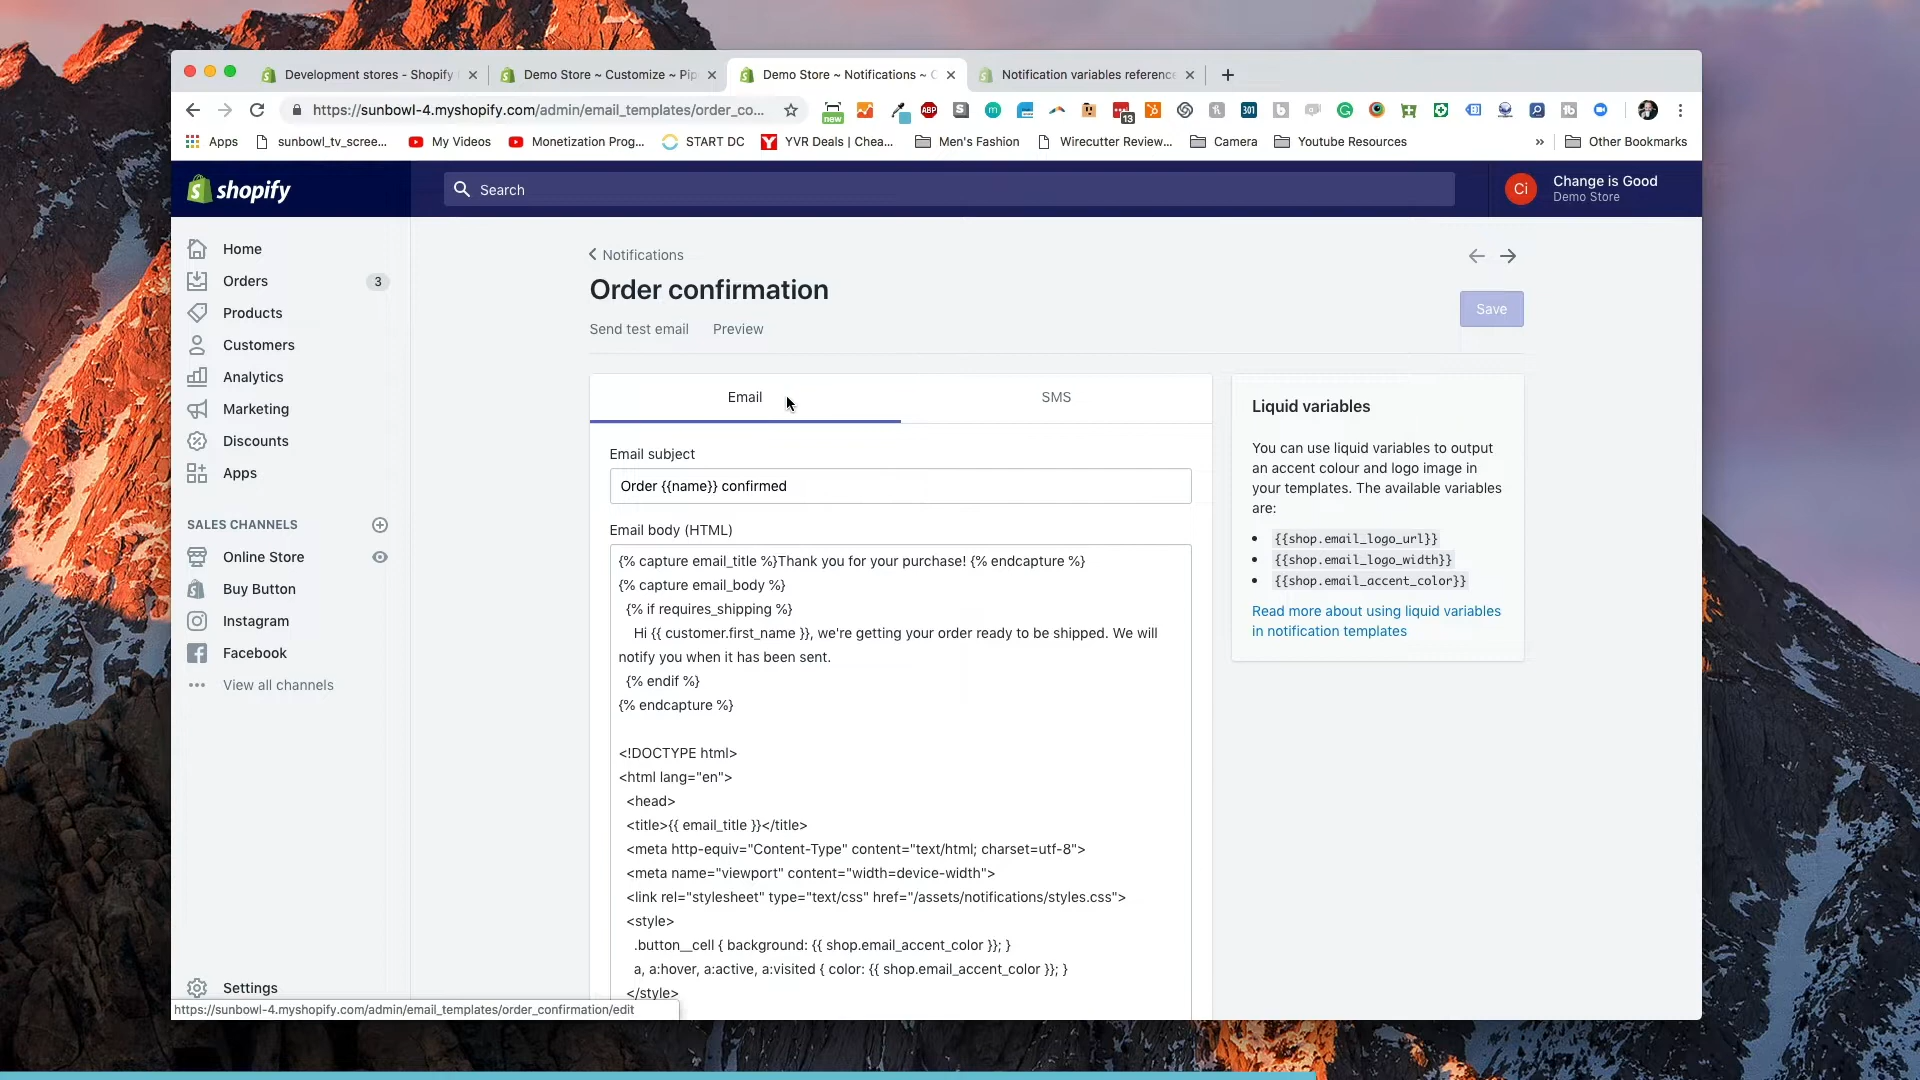 Development stores - Shopify
Demo Store ~ Customize ~ Pip
Demo Store ~ Notifications ~ C
Notification variables reference
https://sunbowl-4.myshopify.com/admin/email_templates/order_co...
new
ABP
13
301
Apps
sunbowl_tv_scree...
My Videos
Monetization Prog...
START DC
YVR Deals | Chea...
Men's Fashion
Wirecutter Review...
Camera
Youtube Resources
»
Other Bookmarks
shopify
Search
Ci
Change is Good
Demo Store
Home
Orders
3
Products
Customers
Analytics
Marketing
Discounts
Apps
SALES CHANNELS
Online Store
Buy Button
Instagram
Facebook
View all channels
Settings
Notifications
Order confirmation
Send test email
Preview
Save
Email
SMS
Email subject
Order {{name}} confirmed
Email body (HTML)
{% capture email_title %}Thank you for your purchase! {% endcapture %}
{% capture email_body %}
{% if requires_shipping %}
Hi {{ customer.first_name }}, we're getting your order ready to be shipped. We will
notify you when it has been sent.
{% endif %}
{% endcapture %}
<!DOCTYPE html>
<html lang="en">
<head>
<title>{{ email_title }}</title>
<meta http-equiv="Content-Type" content="text/html; charset=utf-8">
<meta name="viewport" content="width=device-width">
<link rel="stylesheet" type="text/css" href="/assets/notifications/styles.css">
<style>
.button__cell { background: {{ shop.email_accent_color }}; }
a, a:hover, a:active, a:visited { color: {{ shop.email_accent_color }}; }
</style>
Liquid variables
You can use liquid variables to output
an accent colour and logo image in
your templates. The available variables
are:
{{shop.email_logo_url}}
{{shop.email_logo_width}}
{{shop.email_accent_color}}
Read more about using liquid variables
in notification templates
https://sunbowl-4.myshopify.com/admin/email_templates/order_confirmation/edit